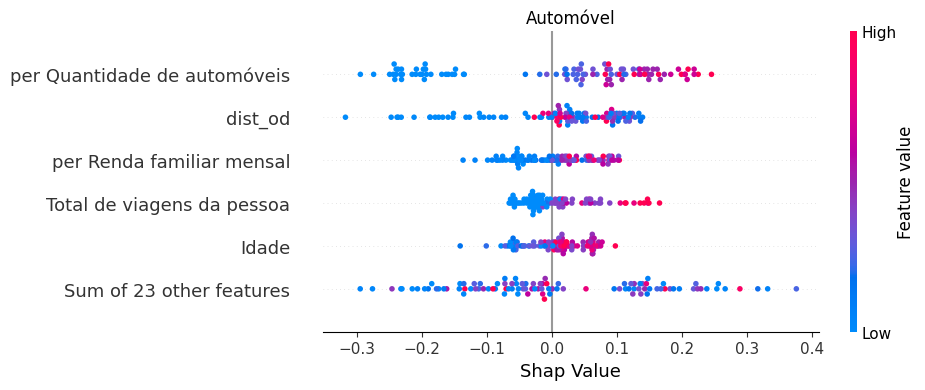 Automóvel
High
per Quantidade de automóveis
dist_od
per Renda familiar mensal
Total de viagens da pessoa
Idade
Sum of 23 other features
Feature value
Low
−0.3 −0.2 −0.1 0.0 0.1 0.2 0.3 0.4
Shap Value